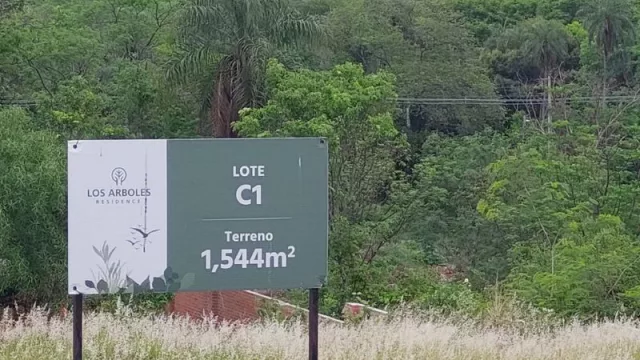 LOS ARBOLES
RESIDENCE
LOTE
C1
Terreno
1,544m²